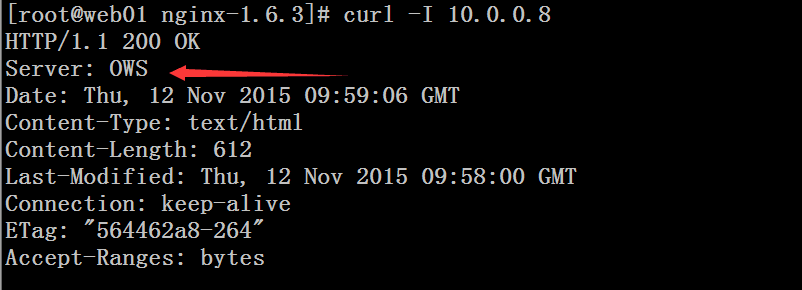 [root@web01 nginx-1.6.3]# curl -I 10.0.0.8
HTTP/1.1 200 OK
Server: OWS
Date: Thu, 12 Nov 2015 09:59:06 GMT
Content-Type: text/html
Content-Length: 612
Last-Modified: Thu, 12 Nov 2015 09:58:00 GMT
Connection: keep-alive
ETag: "564462a8-264"
Accept-Ranges: bytes